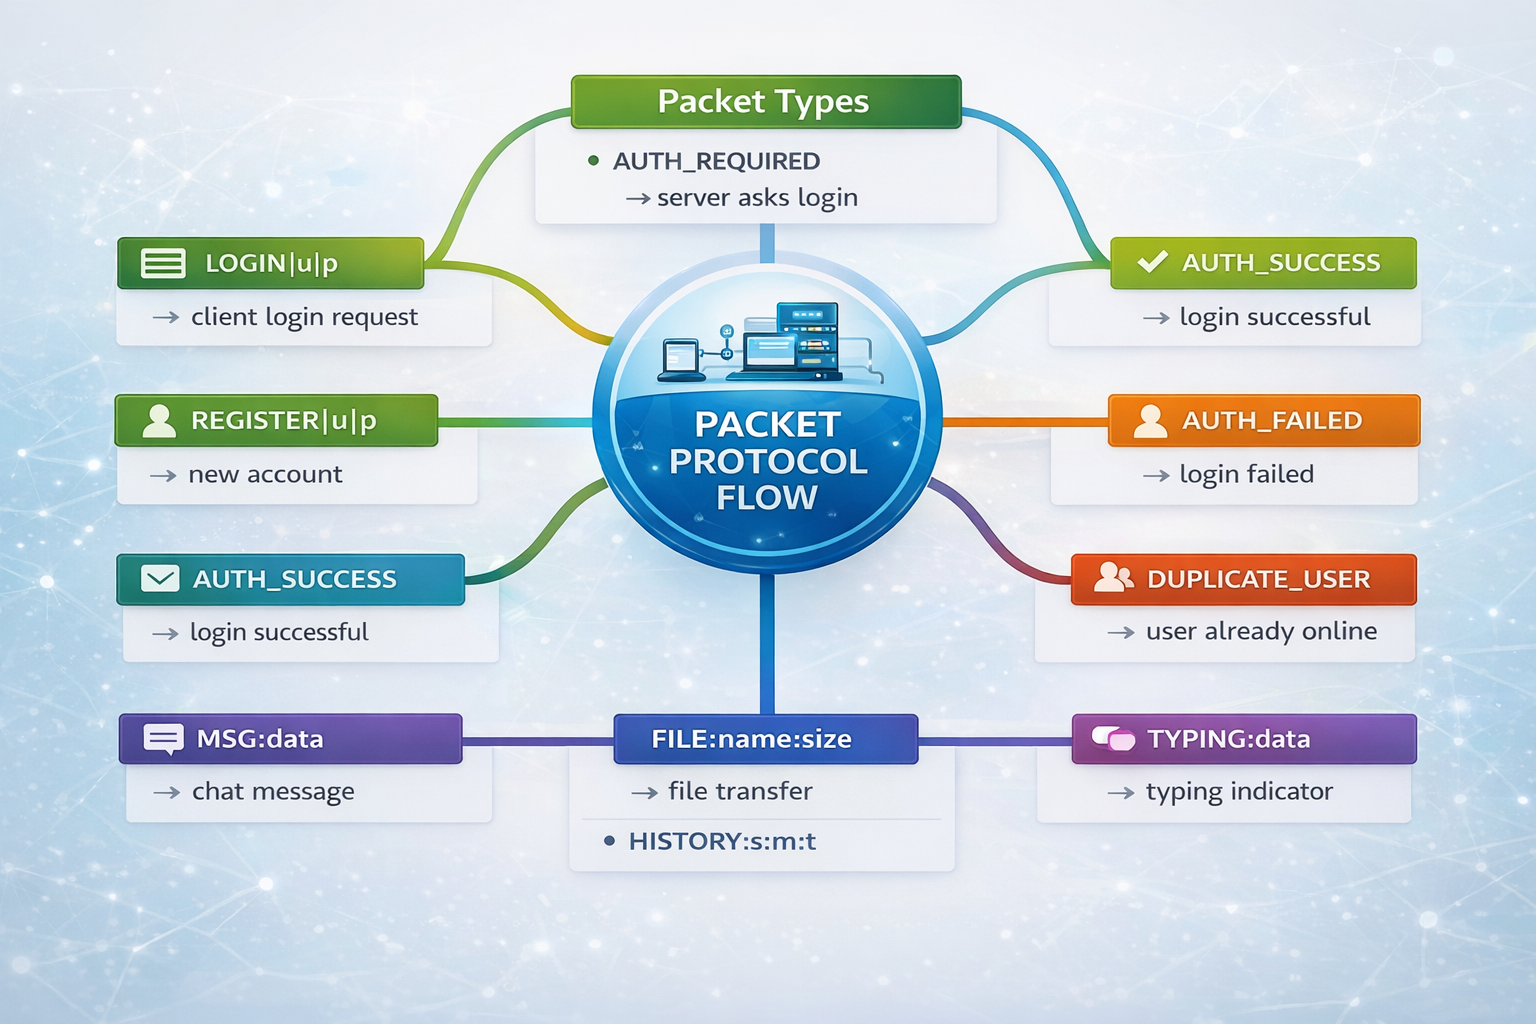 Packet Types
• AUTH_REQUIRED
→ server asks login
LOGIN|u|p
→ client login request
AUTH_SUCCESS
→ login successful
PACKET
PROTOCOL
FLOW
REGISTER|u|p
→ new account
AUTH_FAILED
→ login failed
AUTH_SUCCESS
→ login successful
DUPLICATE_USER
→ user already online
MSG:data
→ chat message
FILE:name:size
→ file transfer
• HISTORY:s:m:t
TYPING:data
→ typing indicator